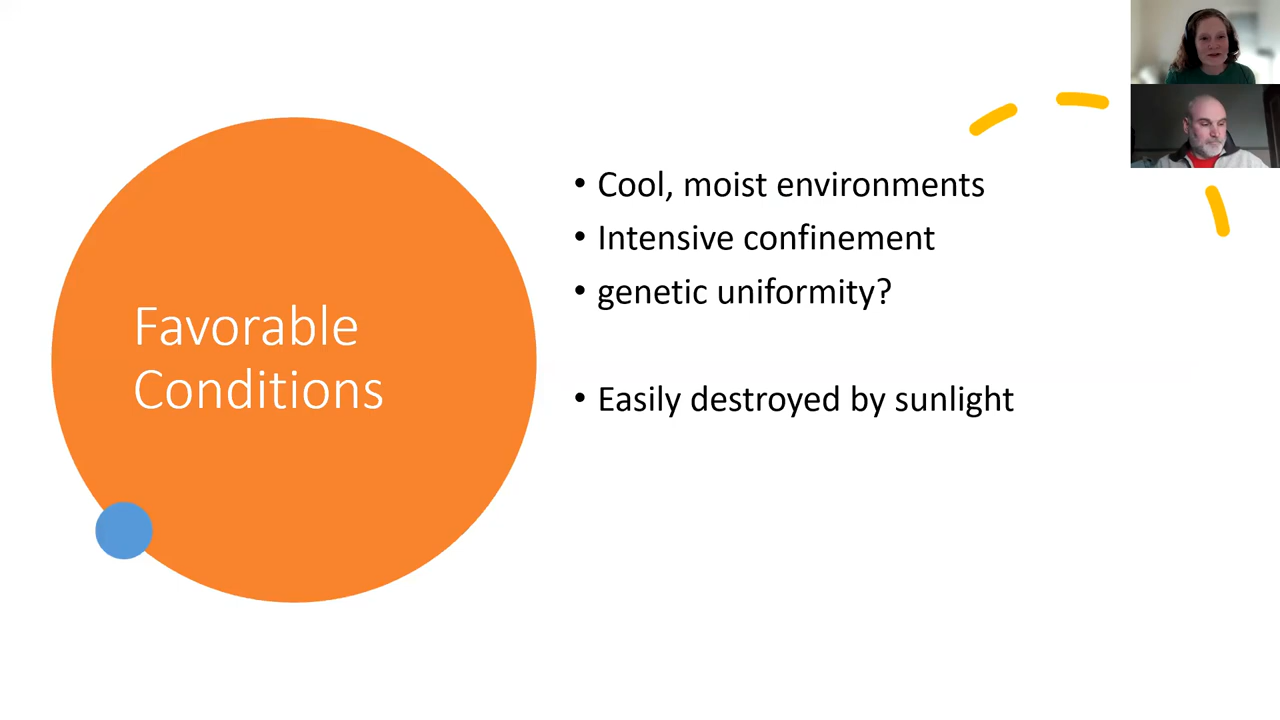 Favorable
Conditions
• Cool, moist environments
• Intensive confinement
• genetic uniformity?
• Easily destroyed by sunlight